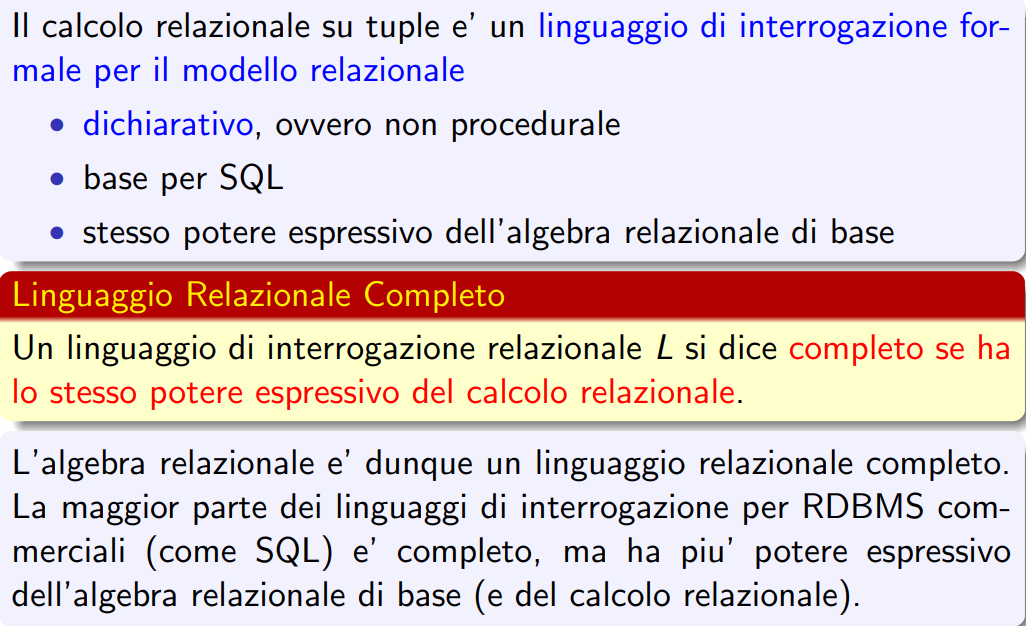 Il calcolo relazionale su tuple e' un linguaggio di interrogazione for-
male per il modello relazionale
• dichiarativo, ovvero non procedurale
• base per SQL
• stesso potere espressivo dell'algebra relazionale di base
Linguaggio Relazionale Completo
Un linguaggio di interrogazione relazionale L si dice completo se ha
lo stesso potere espressivo del calcolo relazionale.
L'algebra relazionale e' dunque un linguaggio relazionale completo.
La maggior parte dei linguaggi di interrogazione per RDBMS com-
merciali (come SQL) e' completo, ma ha piu' potere espressivo
dell'algebra relazionale di base (e del calcolo relazionale).